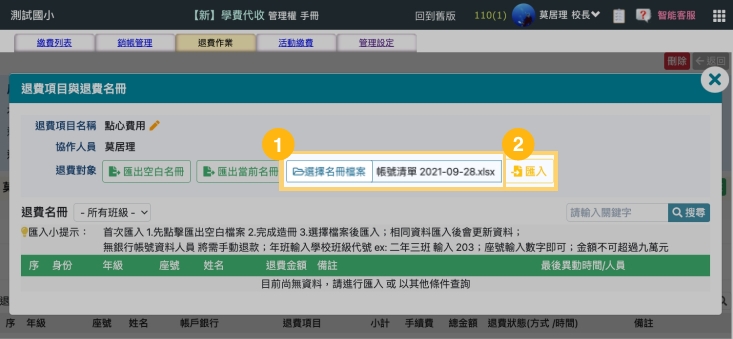 測試國小 【新】學費代收 管理權 手冊 回到舊版 110(1) 莫居理 校長 智能客服
繳費列表 銷帳管理 退費作業 活動繳費 管理設定
刪除 返回
退費項目與退費名冊
退費項目名稱 點心費用
協作人員 莫居理
1 2
退費對象 匯出空白名冊 匯出當前名冊 選擇名冊檔案 帳號清單 2021-09-28.xlsx 匯入
退費名冊 - 所有班級 - 請輸入關鍵字 搜尋
匯入小提示： 首次匯入 1.先點擊匯出空白檔案 2.完成造冊 3.選擇檔案後匯入；相同資料匯入後會更新資料；
無銀行帳號資料人員 將需手動退款；年班輸入學校班級代號 ex: 二年三班 輸入 203；座號輸入數字即可；金額不可超過九萬元
序 身份 年級 座號 姓名 退費金額 備註 最後異動時間/人員
目前尚無資料，請進行匯入 或 以其他條件查詢
序 年級 座號 姓名 帳戶銀行 退費項目 小計 手續費 總金額 退費狀態(方式 /時間) 備註